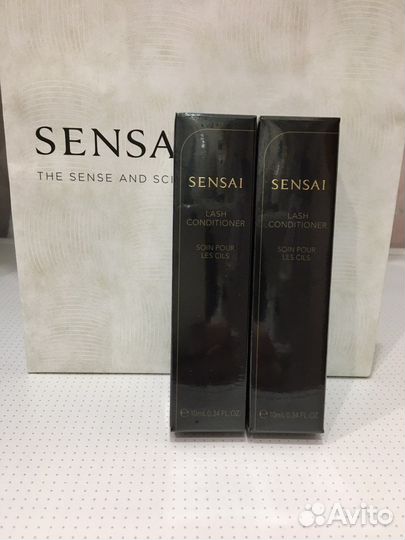 SENSA
THE SENSE AND SCI
SENSAI
LASH
CONDITIONER
SOIN POUR
LES CILS
℮10mL/0.34 FL.OZ
SENSAI
LASH
CONDITIONER
SOIN POUR
LES CILS
℮10mL/0.34 FL.OZ
Avito